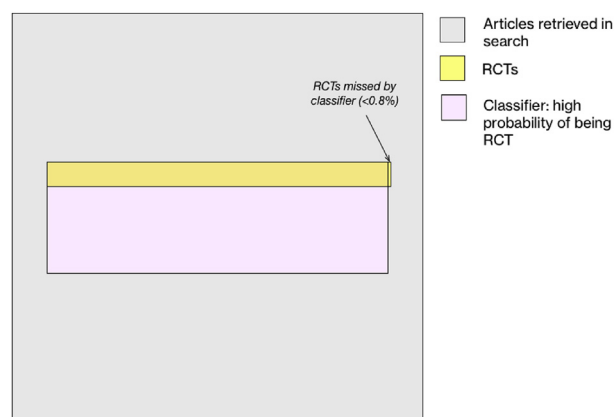 Articles retrieved in
search
RCTs
RCTs missed by
classifier (<0.8%)
Classifier: high
probability of being
RCT